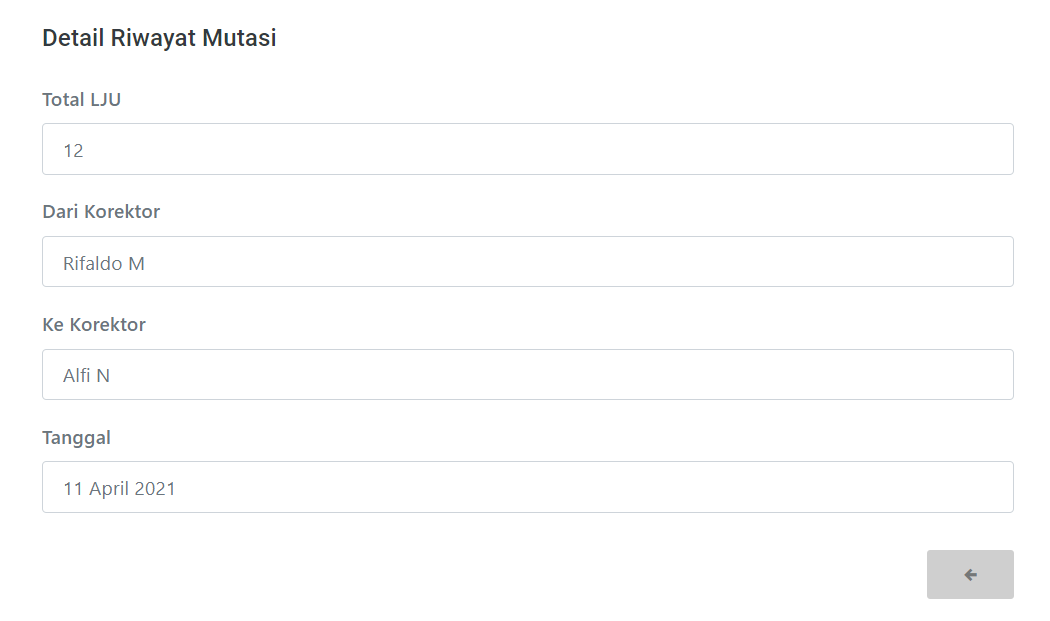 Detail Riwayat Mutasi
Total LJU
12
Dari Korektor
Rifaldo M
Ke Korektor
Alfi N
Tanggal
11 April 2021